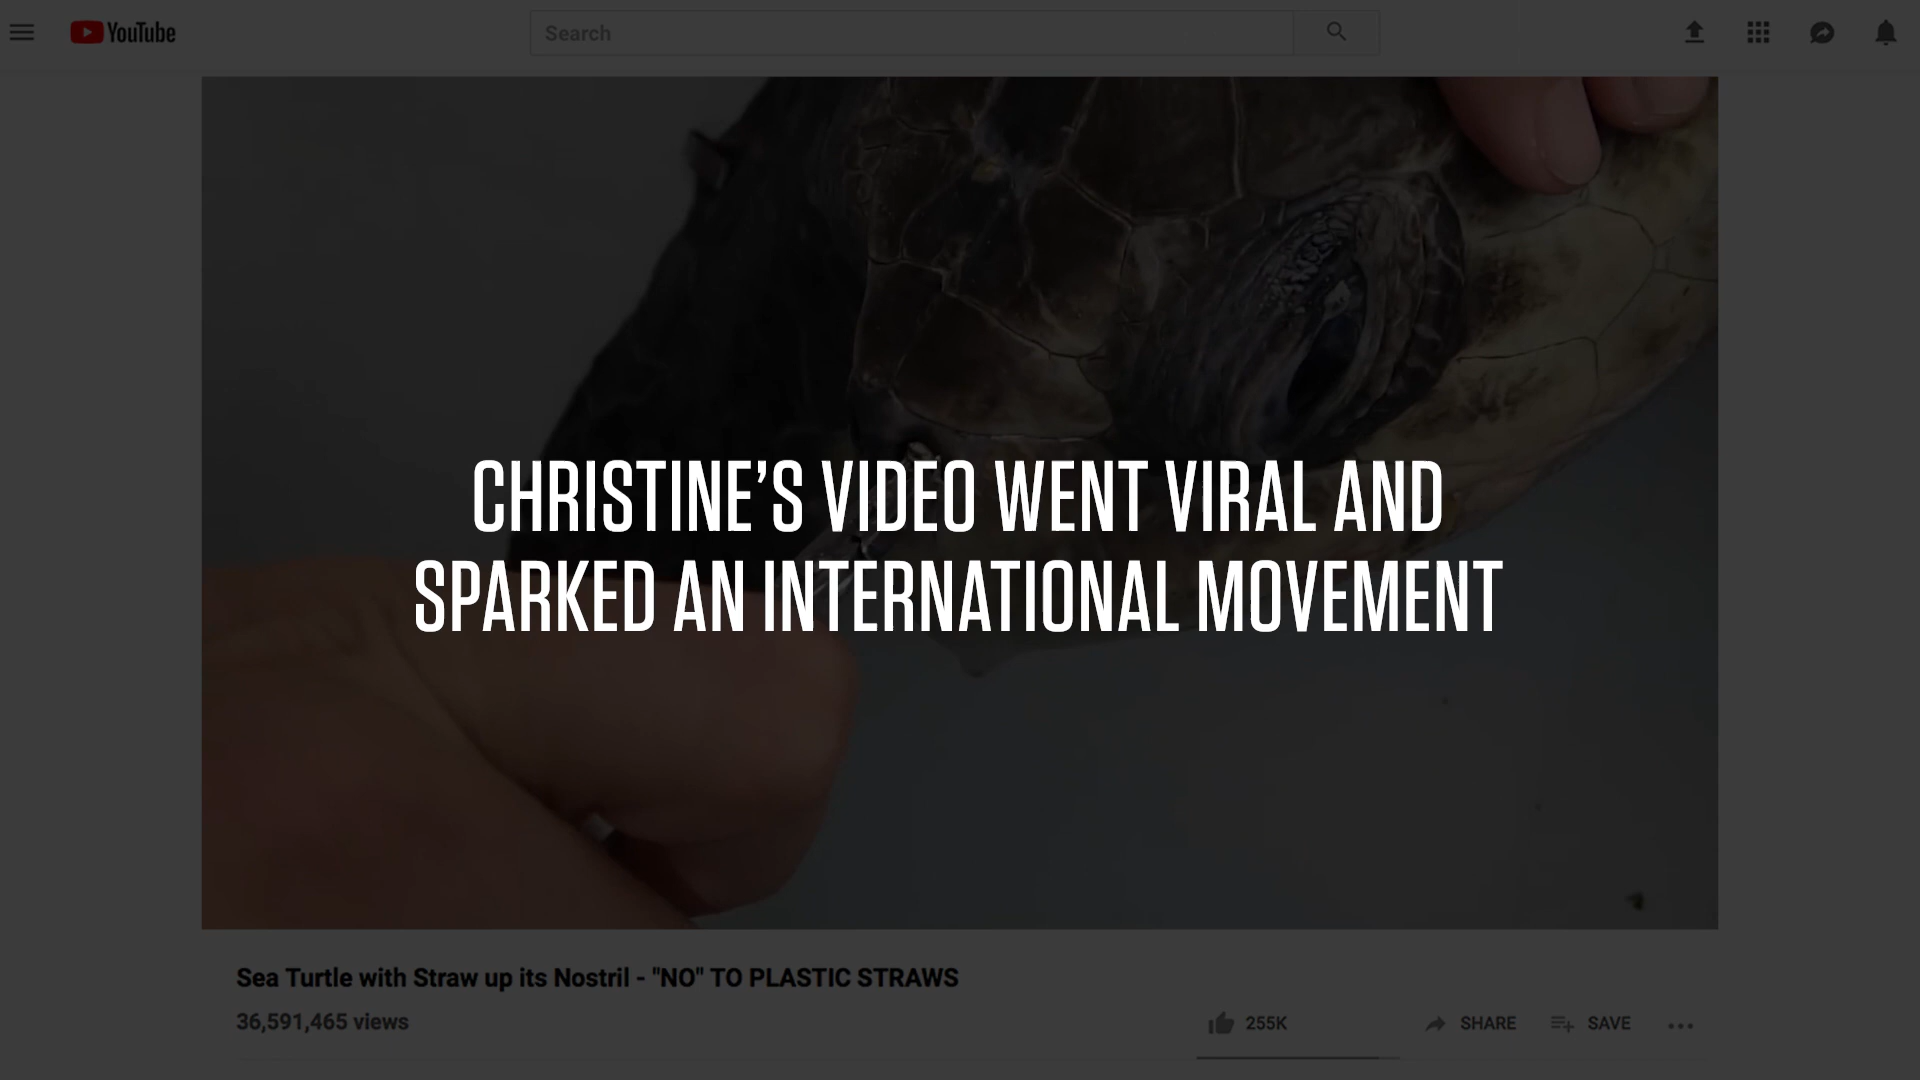 YouTube
Search
CHRISTINE’S VIDEO WENT VIRAL AND
SPARKED AN INTERNATIONAL MOVEMENT
Sea Turtle with Straw up its Nostril - "NO" TO PLASTIC STRAWS
36,591,465 views
255K
SHARE
SAVE